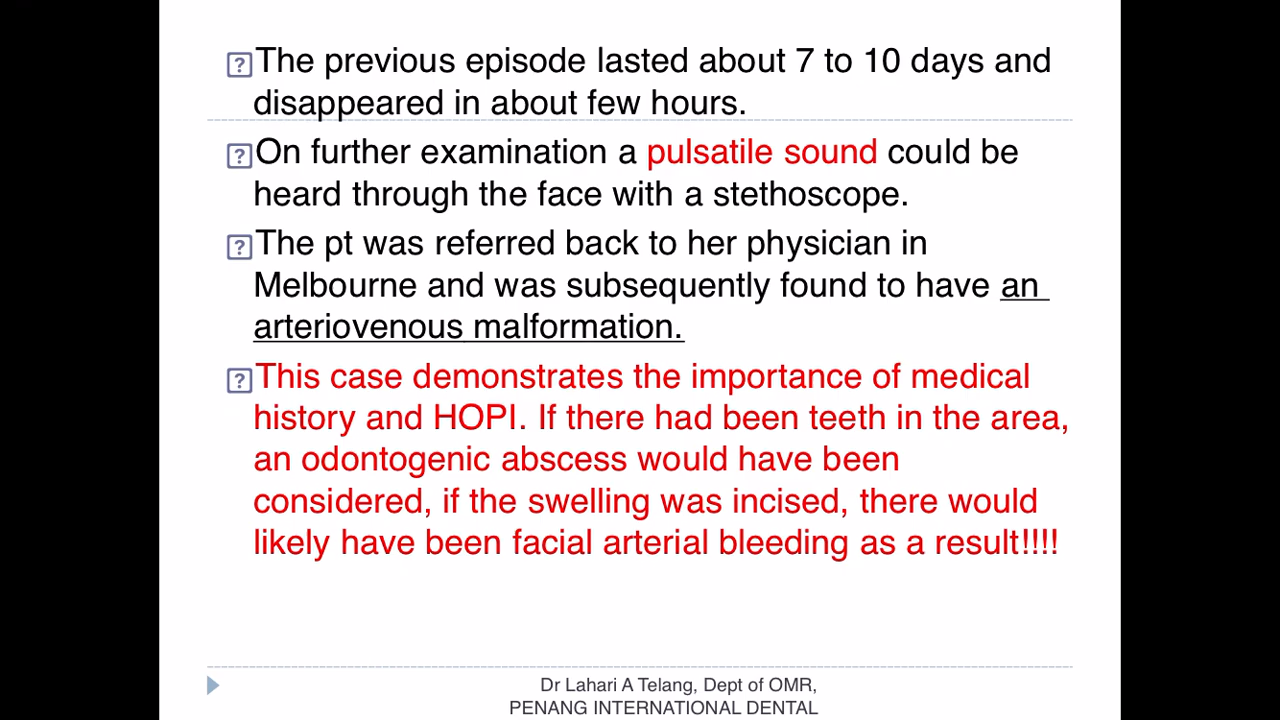 The previous episode lasted about 7 to 10 days and
disappeared in about few hours.
On further examination a pulsatile sound could be
heard through the face with a stethoscope.
The pt was referred back to her physician in
Melbourne and was subsequently found to have an
arteriovenous malformation.
This case demonstrates the importance of medical
history and HOPI. If there had been teeth in the area,
an odontogenic abscess would have been
considered, if the swelling was incised, there would
likely have been facial arterial bleeding as a result!!!!
Dr Lahari A Telang, Dept of OMR,
PENANG INTERNATIONAL DENTAL